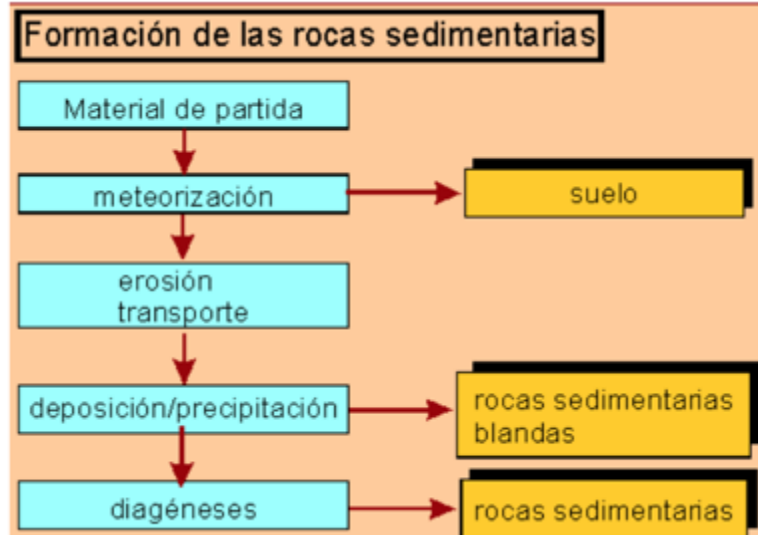 Formación de las rocas sedimentarias
Material de partida
meteorización
suelo
erosión
transporte
deposición/precipitación
rocas sedimentarias
blandas
diagéneses
rocas sedimentarias